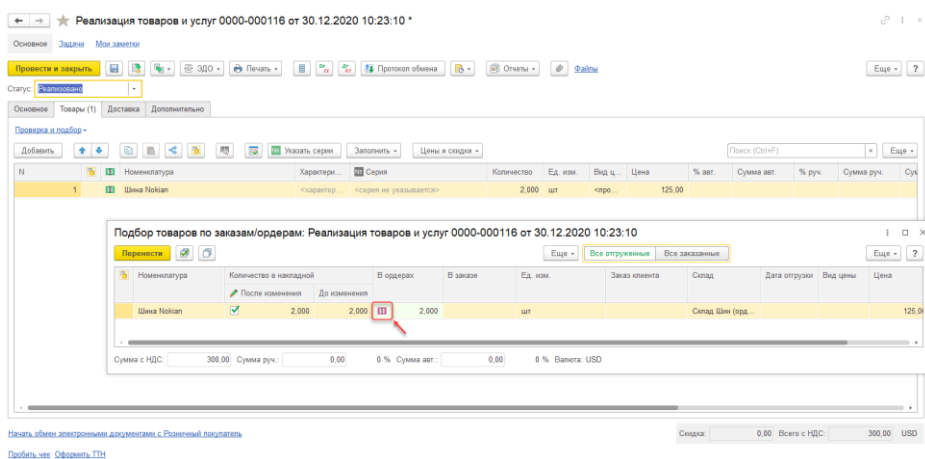 Реализация товаров и услуг 0000-000116 от 30.12.2020 10:23:10 *
Основное Задачи Мои заметки
Провести и закрыть ЭДО Печать Протокол обмена Отчеты Файлы Еще ?
Статус: Реализовано
Основное Товары (1) Доставка Дополнительно
Проверка и подбор
Добавить Указать серии Заполнить Цены и скидки Поиск (Ctrl+F) × Еще
N Номенклатура Характери... Серия Количество Ед. изм. Вид ц... Цена % авт. Сумма авт. % руч. Сумма руч. Сум
1 Шина Nokian <характер... <серия не указывается> 2,000 шт <про... 125,00
Подбор товаров по заказам/ордерам: Реализация товаров и услуг 0000-000116 от 30.12.2020 10:23:10
Перенести Еще Все отгруженные Все заказанные Еще ?
Номенклатура Количество в накладной В ордерах В заказе Ед. изм. Заказ клиента Склад Дата отгрузки Вид цены Цена
После изменения До изменения
Шина Nokian 2,000 2,000 2,000 шт Склад Шин (орд... 125,0
Сумма с НДС: 300,00 Сумма руч.: 0,00 0 % Сумма авт.: 0,00 0 % Валюта: USD
Начать обмен электронными документами с Розничный покупатель Скидка: 0,00 Всего с НДС: 300,00 USD
Пробить чек Оформить ТТН